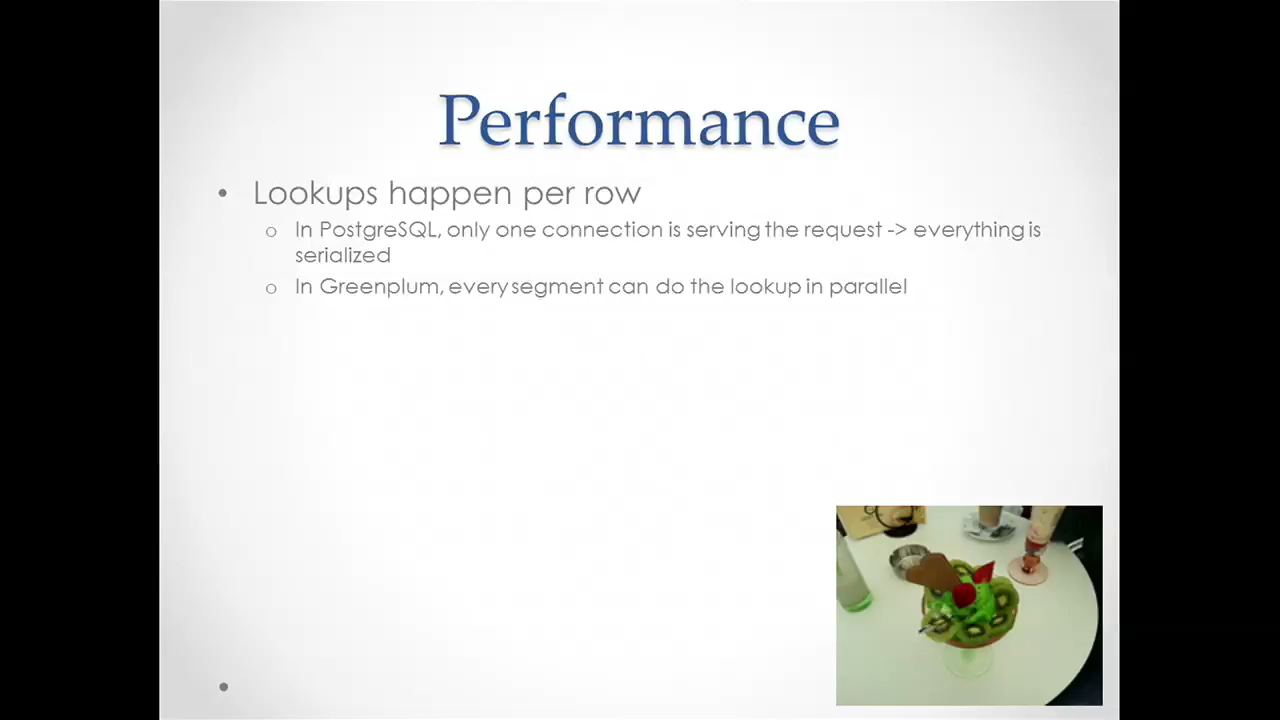 Performance
• Lookups happen per row
o In PostgreSQL, only one connection is serving the request -> everything is
serialized
o In Greenplum, every segment can do the lookup in parallel
•